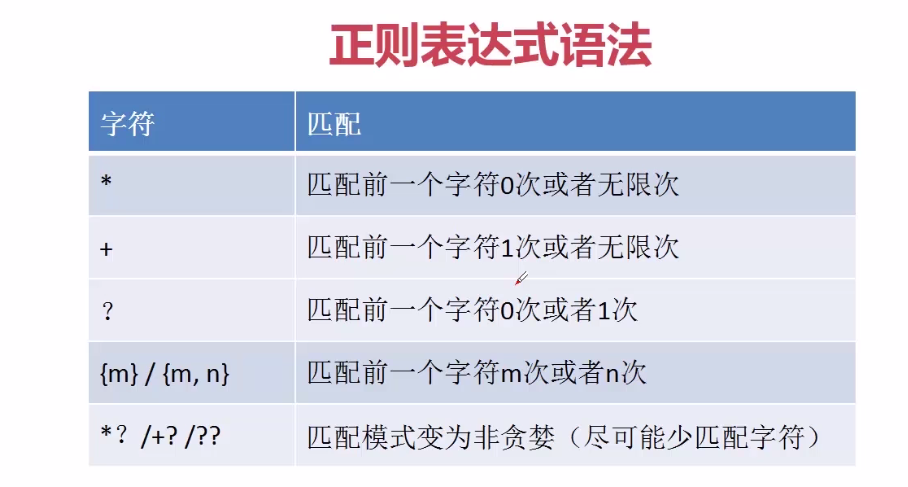 正则表达式语法
字符 匹配
* 匹配前一个字符0次或者无限次
+ 匹配前一个字符1次或者无限次
？ 匹配前一个字符0次或者1次
{m} / {m, n} 匹配前一个字符m次或者n次
*？/+? /?? 匹配模式变为非贪婪（尽可能少匹配字符）